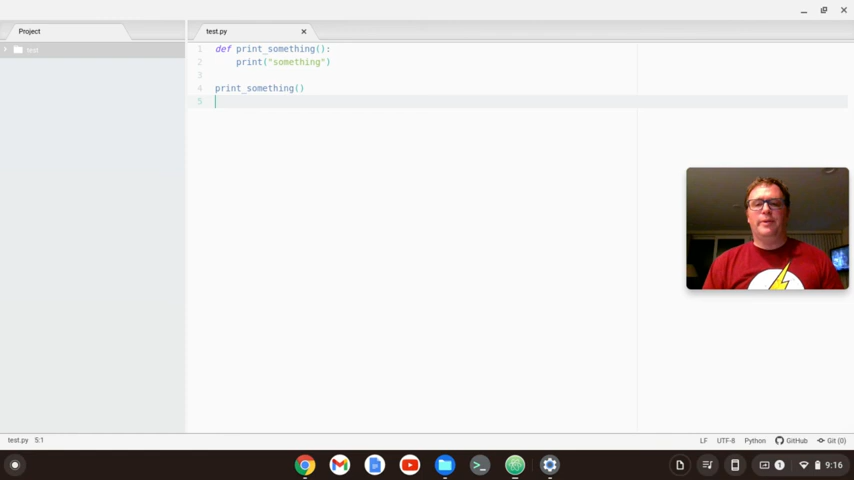 Project
test.py
test
1 def print_something():
2 print("something")
3
4 print_something()
5
test.py 5:1
LF UTF-8 Python GitHub Git (0)
1
9:16